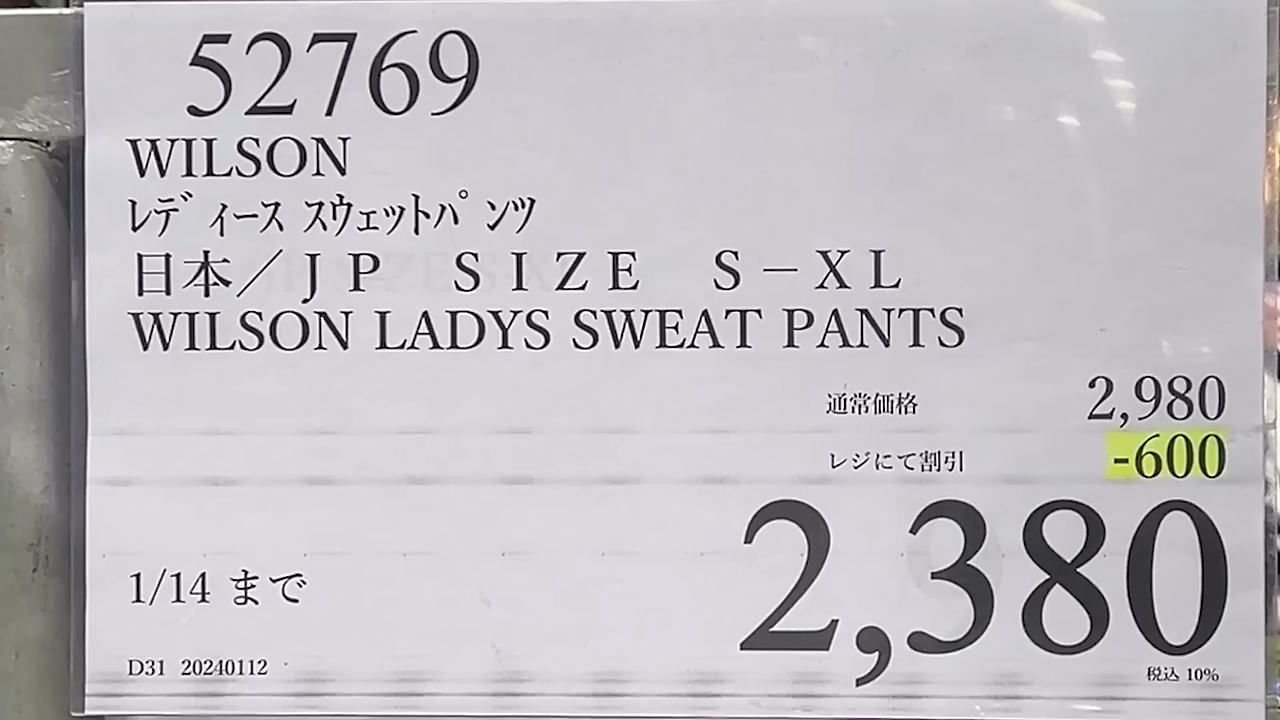 52769
WILSON
ﾚﾃﾞｨｰｽ ｽｳｪｯﾄﾊﾟﾝﾂ
日本／ＪＰ　ＳＩＺＥ　Ｓ－ＸＬ
WILSON LADYS SWEAT PANTS
通常価格 2,980
レジにて割引 -600
2,380
1/14 まで
D31 20240112
税込 10%